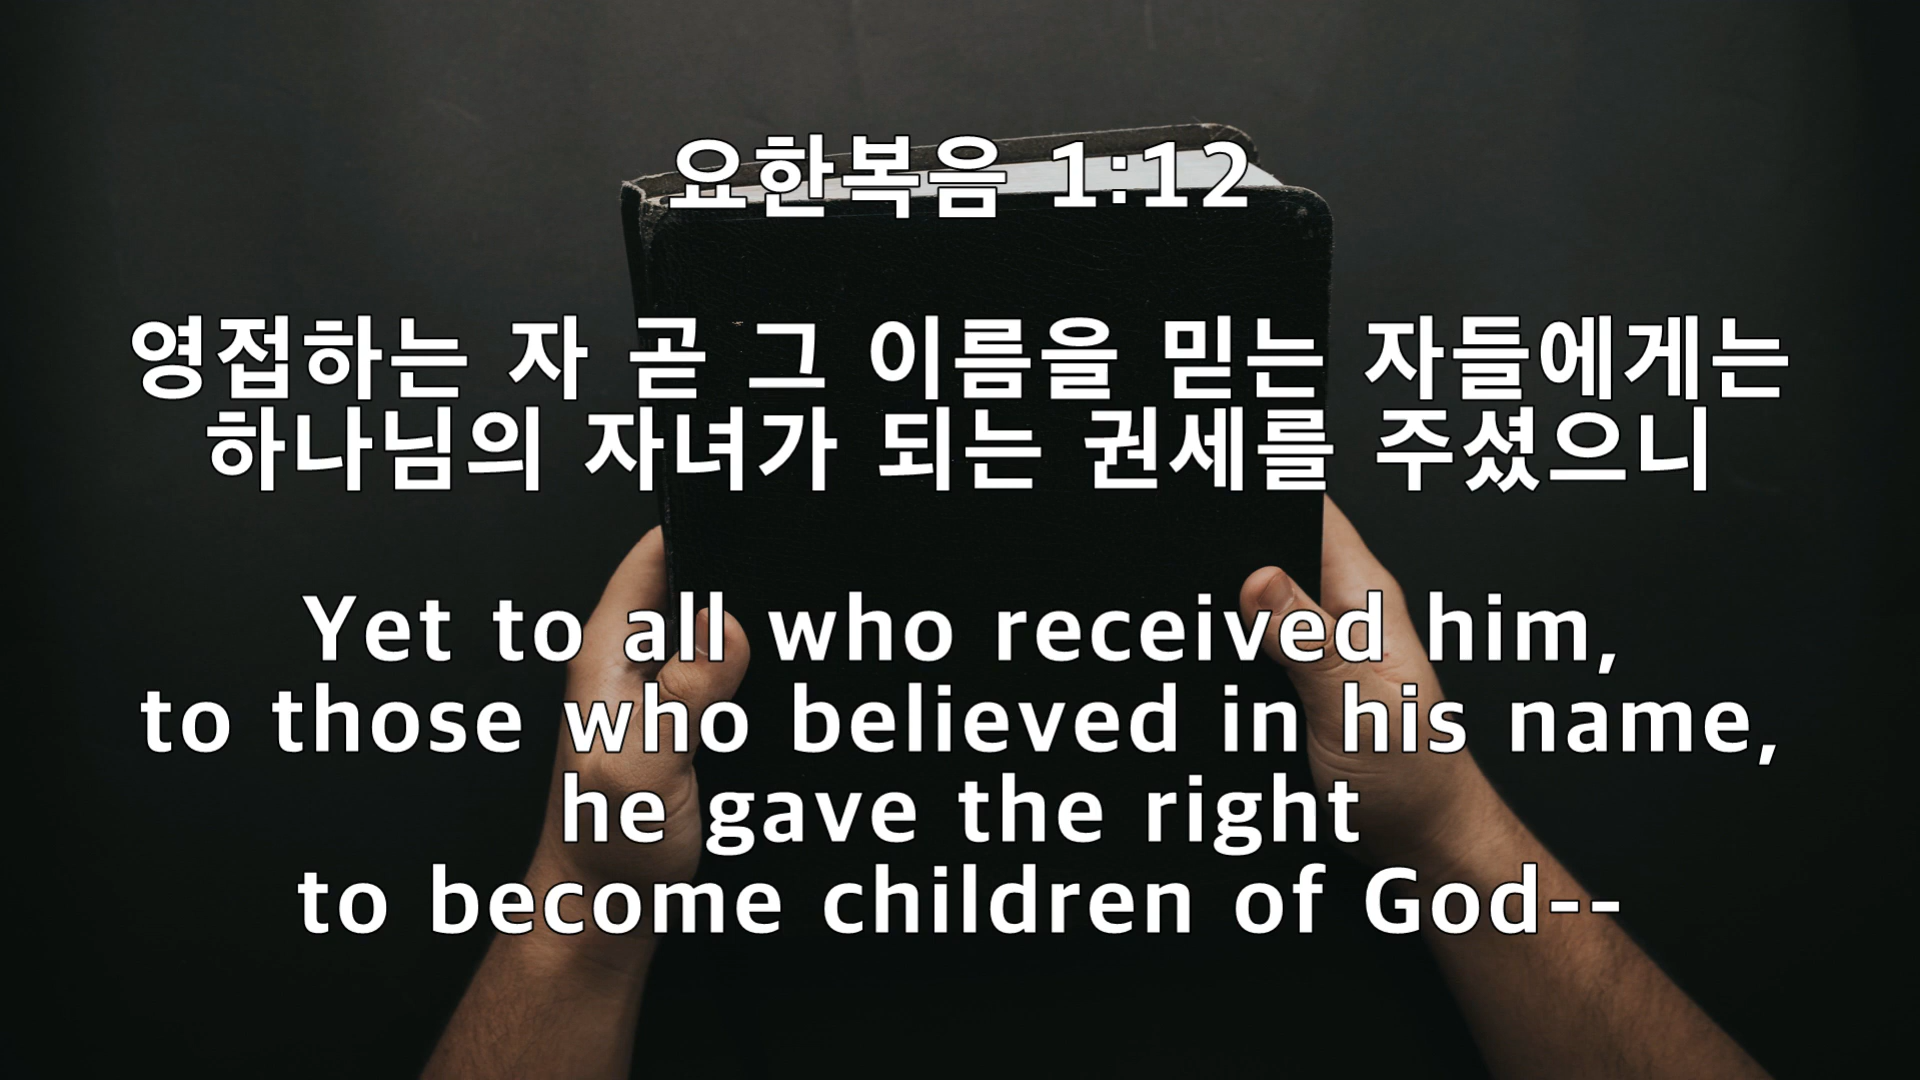 요한복음 1:12
영접하는 자 곧 그 이름을 믿는 자들에게는
하나님의 자녀가 되는 권세를 주셨으니
Yet to all who received him,
to those who believed in his name,
he gave the right
to become children of God--